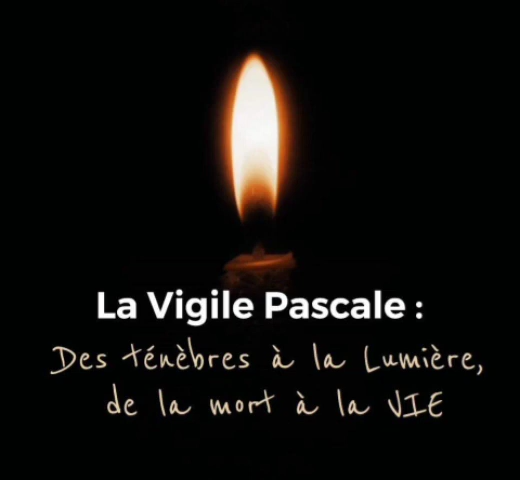 La Vigile Pascale :
Des ténèbres à la Lumière,
de la mort à la VIE